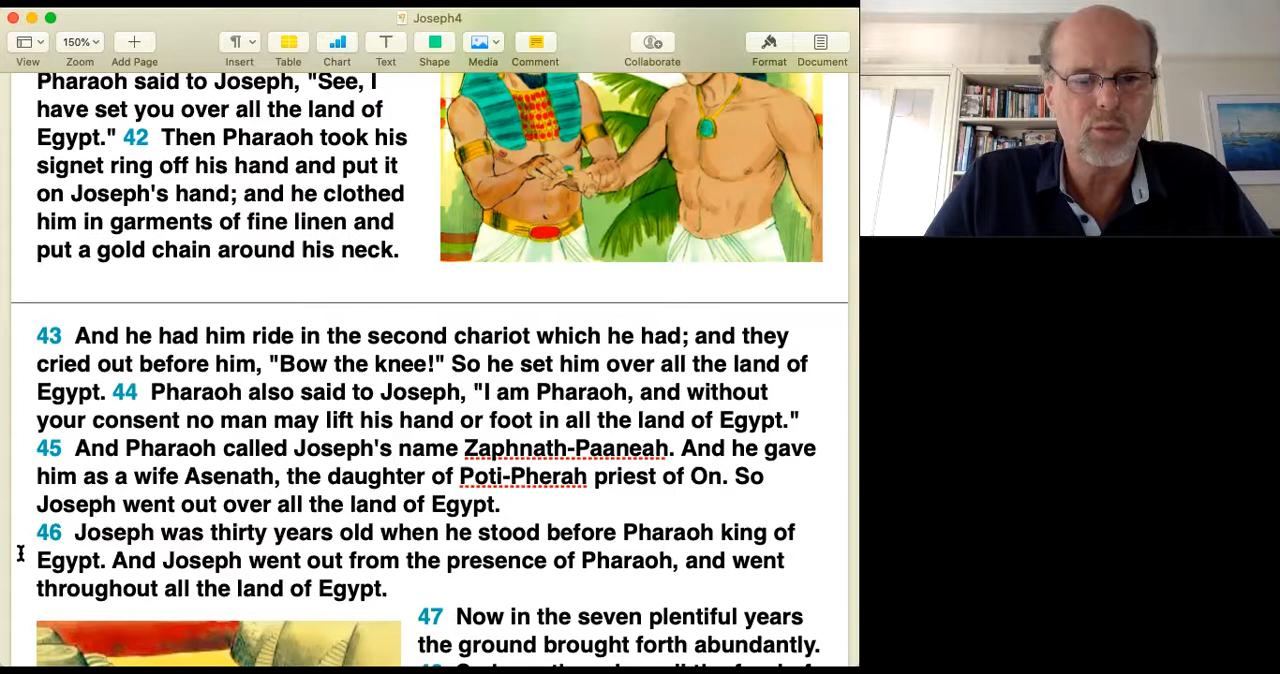 Joseph4
150%
View
Zoom
Add Page
Insert
Table
Chart
Text
Shape
Media
Comment
Collaborate
Format
Document
Pharaoh said to Joseph, "See, I
have set you over all the land of
Egypt." 42 Then Pharaoh took his
signet ring off his hand and put it
on Joseph's hand; and he clothed
him in garments of fine linen and
put a gold chain around his neck.
43 And he had him ride in the second chariot which he had; and they
cried out before him, "Bow the knee!" So he set him over all the land of
Egypt. 44 Pharaoh also said to Joseph, "I am Pharaoh, and without
your consent no man may lift his hand or foot in all the land of Egypt."
45 And Pharaoh called Joseph's name Zaphnath-Paaneah. And he gave
him as a wife Asenath, the daughter of Poti-Pherah priest of On. So
Joseph went out over all the land of Egypt.
46 Joseph was thirty years old when he stood before Pharaoh king of
Egypt. And Joseph went out from the presence of Pharaoh, and went
throughout all the land of Egypt.
47 Now in the seven plentiful years
the ground brought forth abundantly.